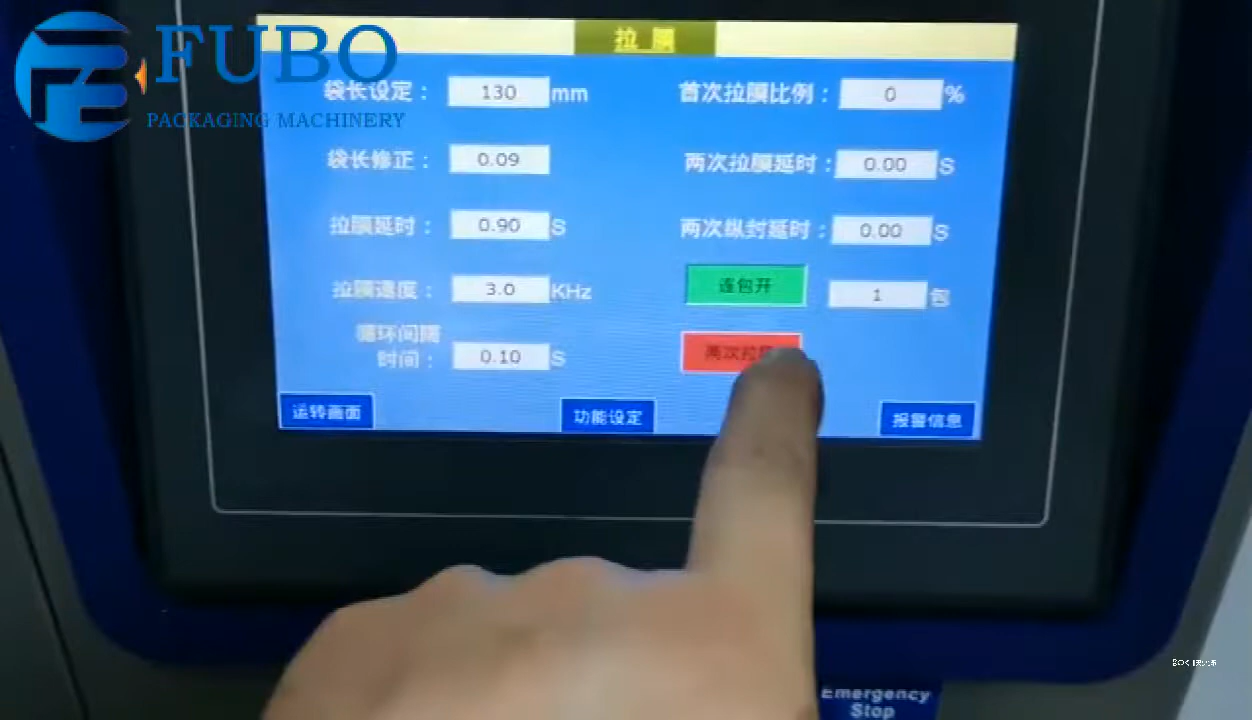 FUBO
PACKAGING MACHINERY
拉膜
袋长设定： 130 mm
首次拉膜比例： 0 %
袋长修正： 0.09
两次拉膜延时： 0.00 S
拉膜延时： 0.90 S
两次纵封延时： 0.00 S
拉膜速度： 3.0 KHz
连包开 1 包
循环间隔
时间： 0.10 S
两次拉
运转画面
功能设定
报警信息
Emergency
Stop